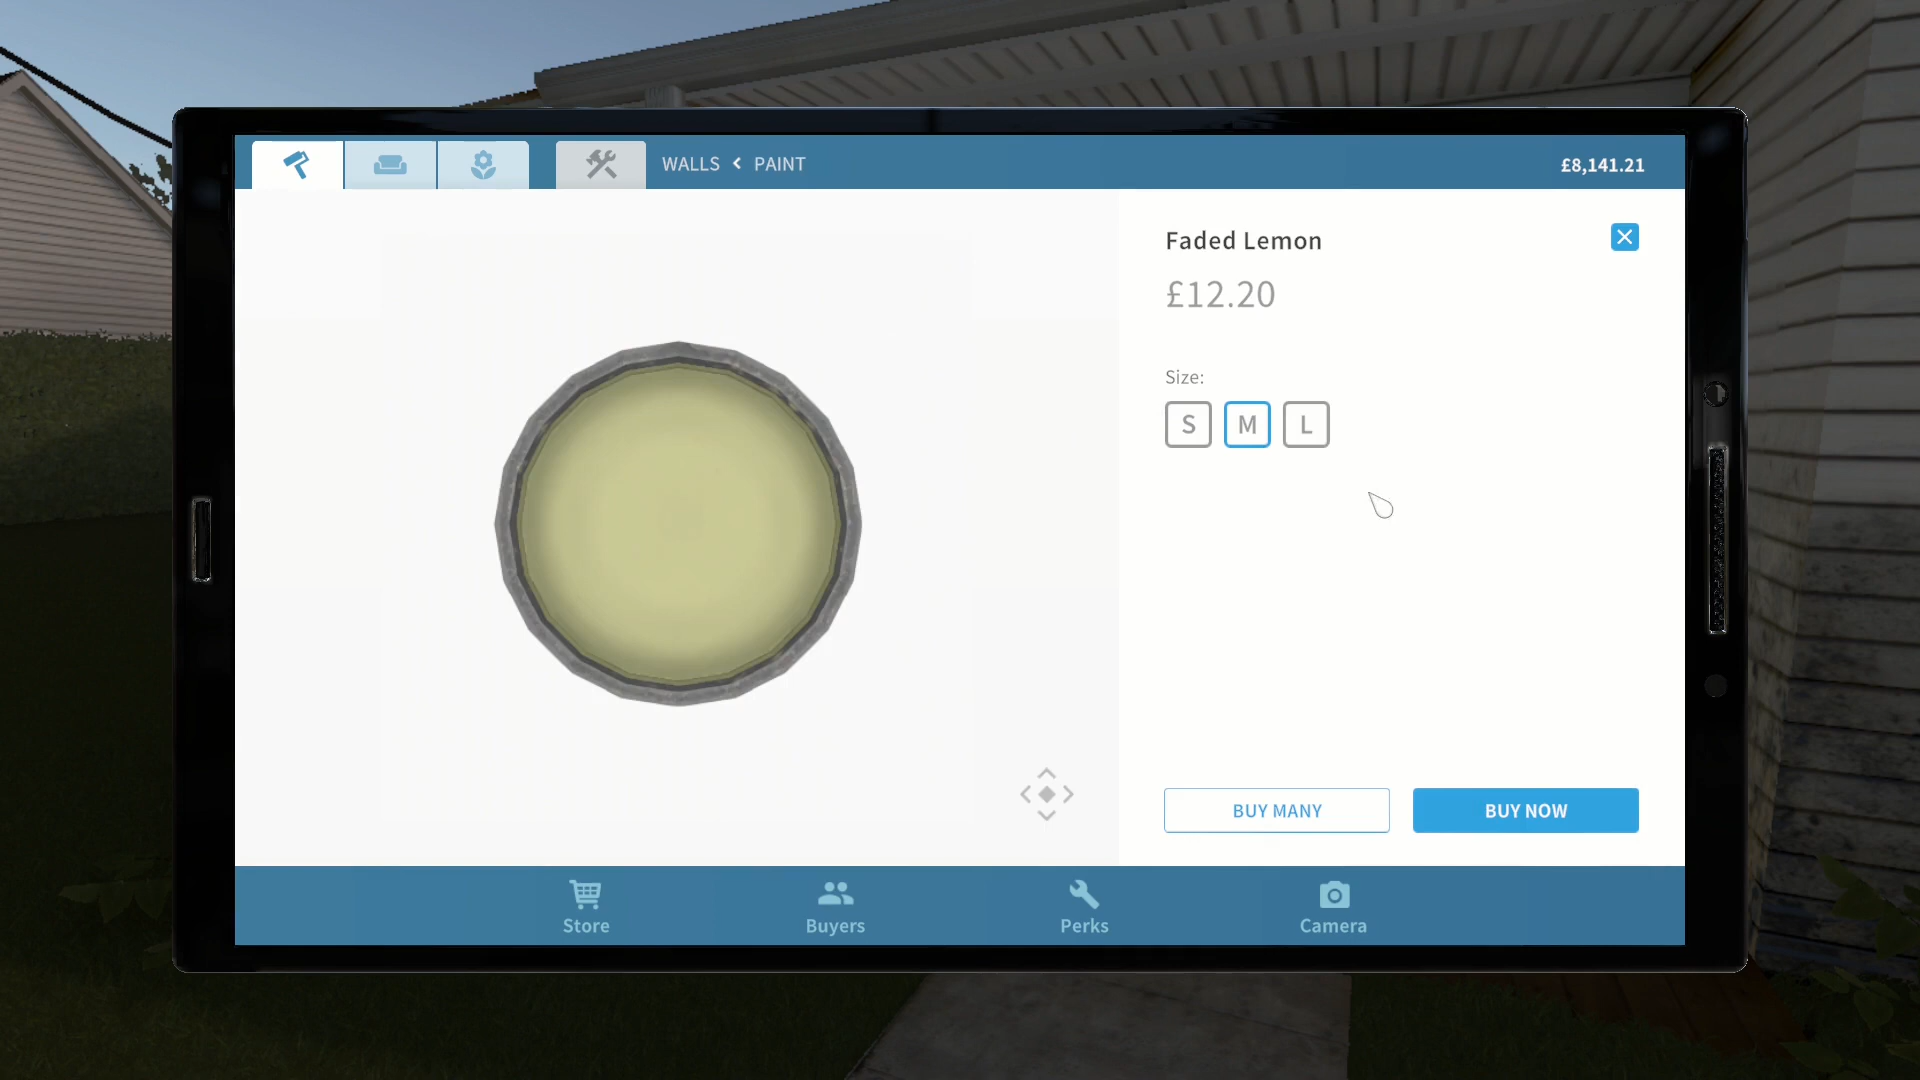 WALLS < PAINT
£8,141.21
Faded Lemon
£12.20
Size:
S M L
BUY MANY
BUY NOW
Store
Buyers
Perks
Camera